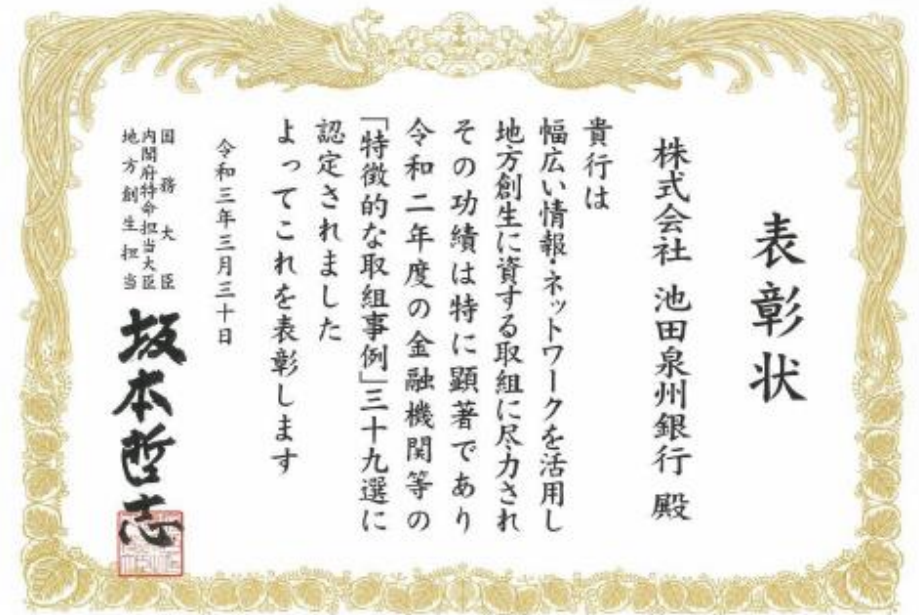 表彰状
株式会社 池田泉州銀行 殿
貴行は
幅広い情報・ネットワークを活用し
地方創生に資する取組に尽力され
その功績は特に顕著であり
令和二年度の金融機関等の
「特徴的な取組事例」三十九選に
認定されました
よってこれを表彰します
令和三年三月三十日
国務大臣
内閣府特命担当大臣
地方創生担当
坂本哲志